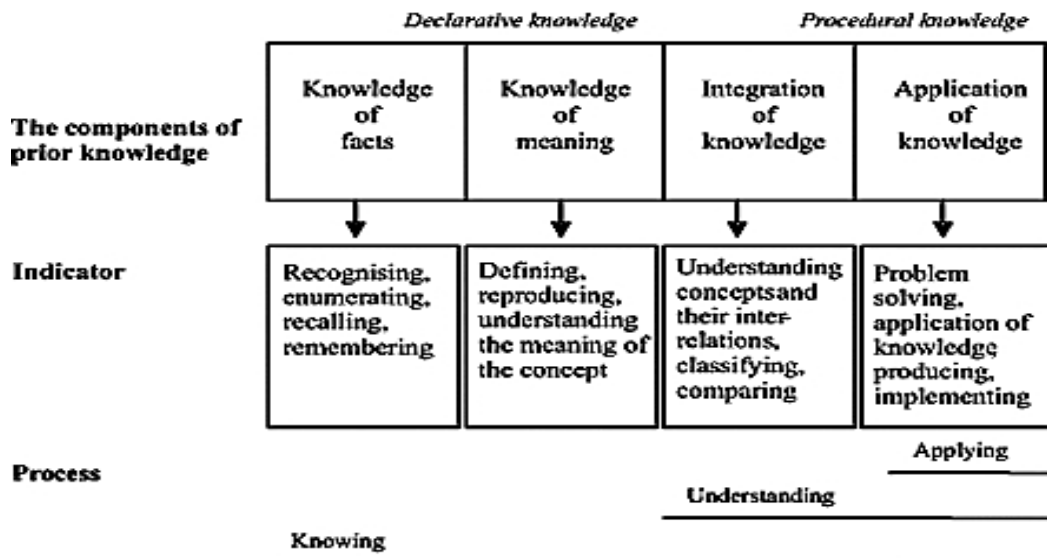 Declarative knowledge
Procedural knowledge
The components of
prior knowledge
Knowledge
of
facts
Knowledge
of
meaning
Integration
of
knowledge
Application
of
knowledge
Indicator
Recognising,
enumerating,
recalling,
remembering
Defining,
reproducing,
understanding
the meaning of
the concept
Understanding
concepts and
their inter-
relations,
classifying,
comparing
Problem
solving,
application of
knowledge
producing,
implementing
Process
Applying
Understanding
Knowing